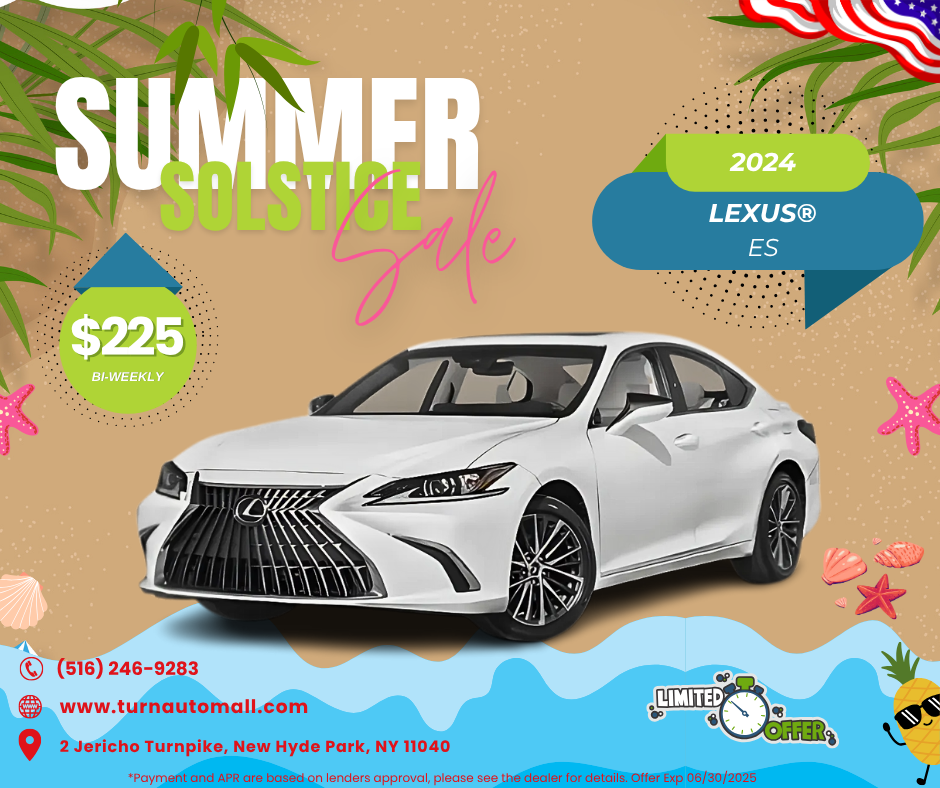 SUMMER
SOLSTICE
Sale
2024
LEXUS®
ES
$225
BI-WEEKLY
(516) 246-9283
www.turnautomall.com
2 Jericho Turnpike, New Hyde Park, NY 11040
LIMITED
OFFER
*Payment and APR are based on lenders approval, please see the dealer for details. Offer Exp 06/30/2025